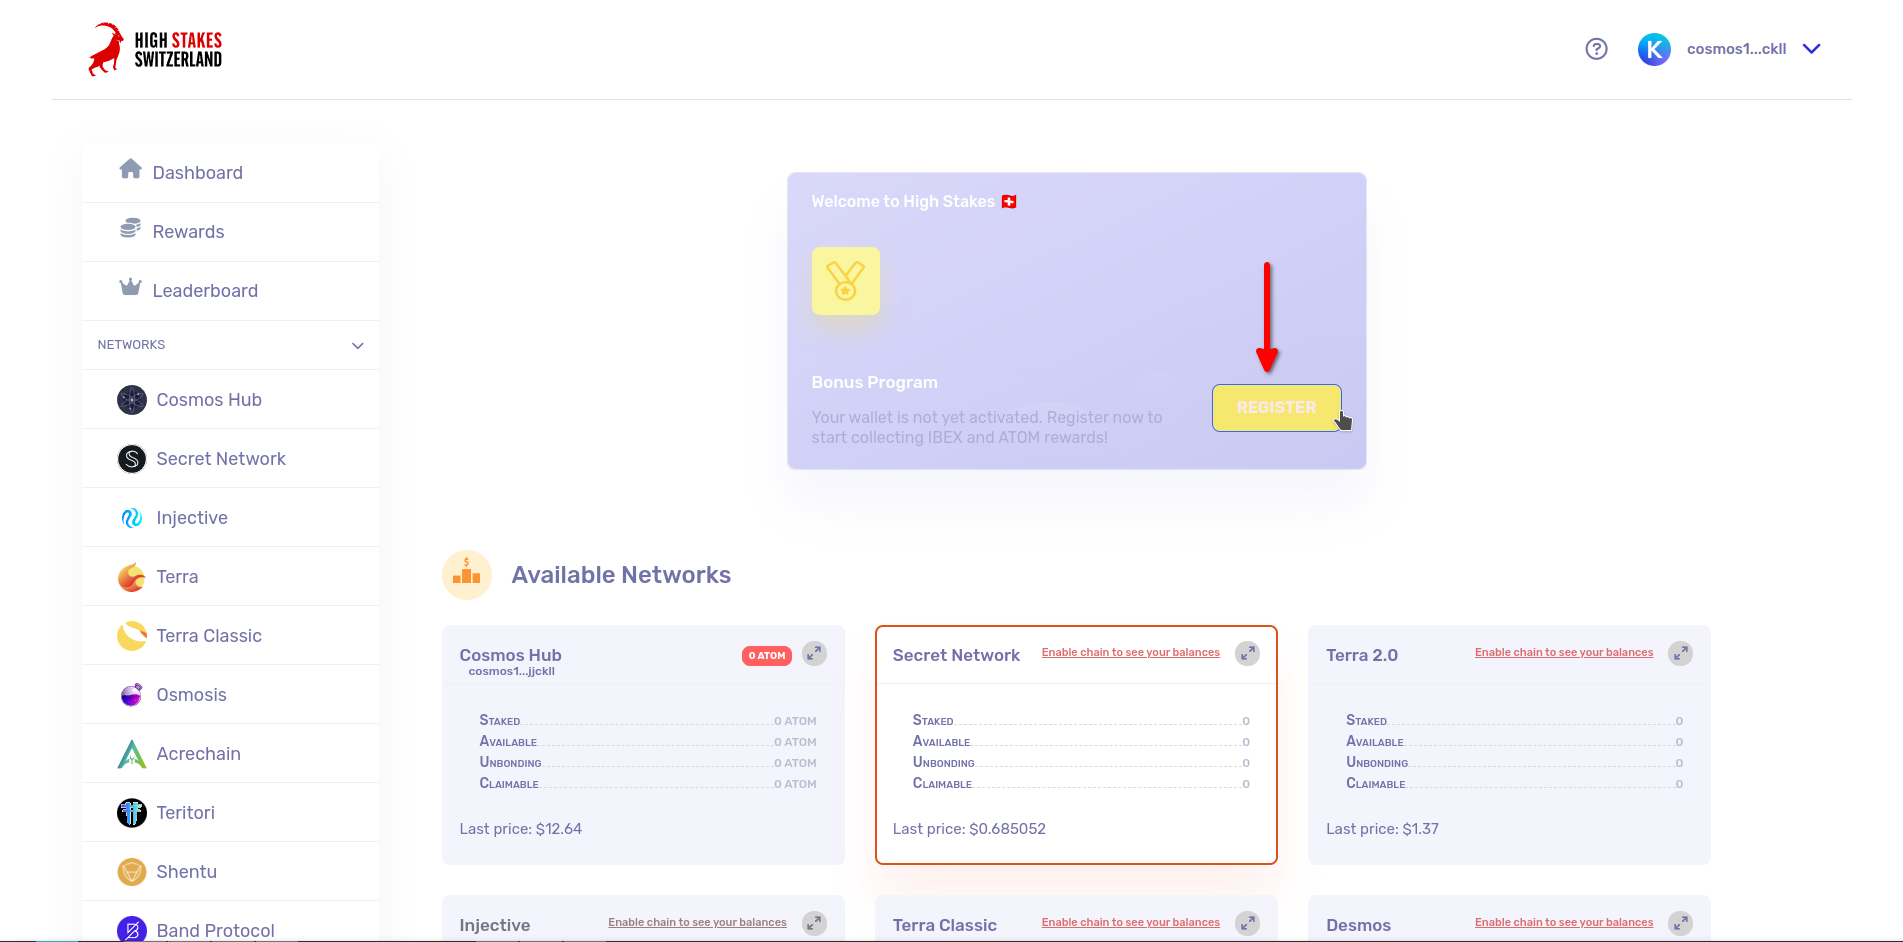 HIGH STAKES
SWITZERLAND
cosmos1...ckll
Dashboard
Rewards
Leaderboard
NETWORKS
Cosmos Hub
Secret Network
Injective
Terra
Terra Classic
Osmosis
Acrechain
Teritori
Shentu
Band Protocol
Welcome to High Stakes
Bonus Program
Your wallet is not yet activated. Register now to
start collecting IBEX and ATOM rewards!
REGISTER
Available Networks
Cosmos Hub
cosmos1...jjckll
0 ATOM
Staked 0 ATOM
Available 0 ATOM
Unbonding 0 ATOM
Claimable 0 ATOM
Last price: $12.64
Secret Network
Enable chain to see your balances
Staked 0
Available 0
Unbonding 0
Claimable 0
Last price: $0.685052
Terra 2.0
Enable chain to see your balances
Staked 0
Available 0
Unbonding 0
Claimable 0
Last price: $1.37
Injective
Enable chain to see your balances
Terra Classic
Enable chain to see your balances
Desmos
Enable chain to see your balances